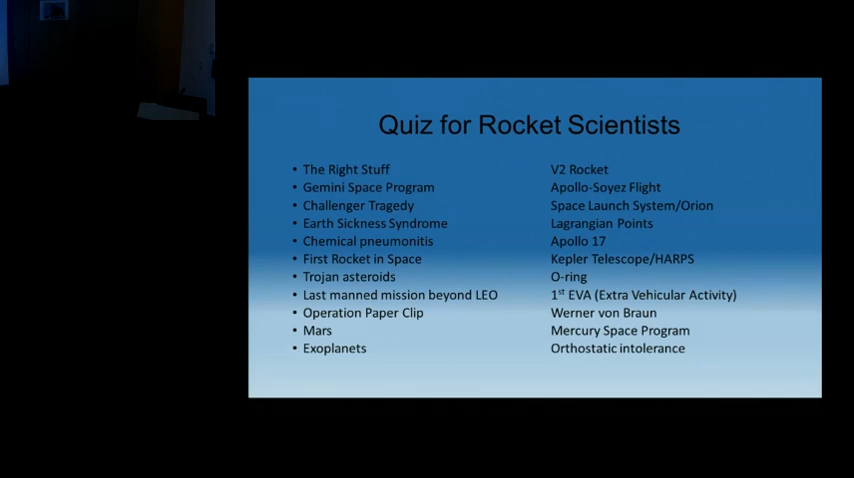 Quiz for Rocket Scientists
• The Right Stuff
• Gemini Space Program
• Challenger Tragedy
• Earth Sickness Syndrome
• Chemical pneumonitis
• First Rocket in Space
• Trojan asteroids
• Last manned mission beyond LEO
• Operation Paper Clip
• Mars
• Exoplanets
V2 Rocket
Apollo-Soyez Flight
Space Launch System/Orion
Lagrangian Points
Apollo 17
Kepler Telescope/HARPS
O-ring
1st EVA (Extra Vehicular Activity)
Werner von Braun
Mercury Space Program
Orthostatic intolerance